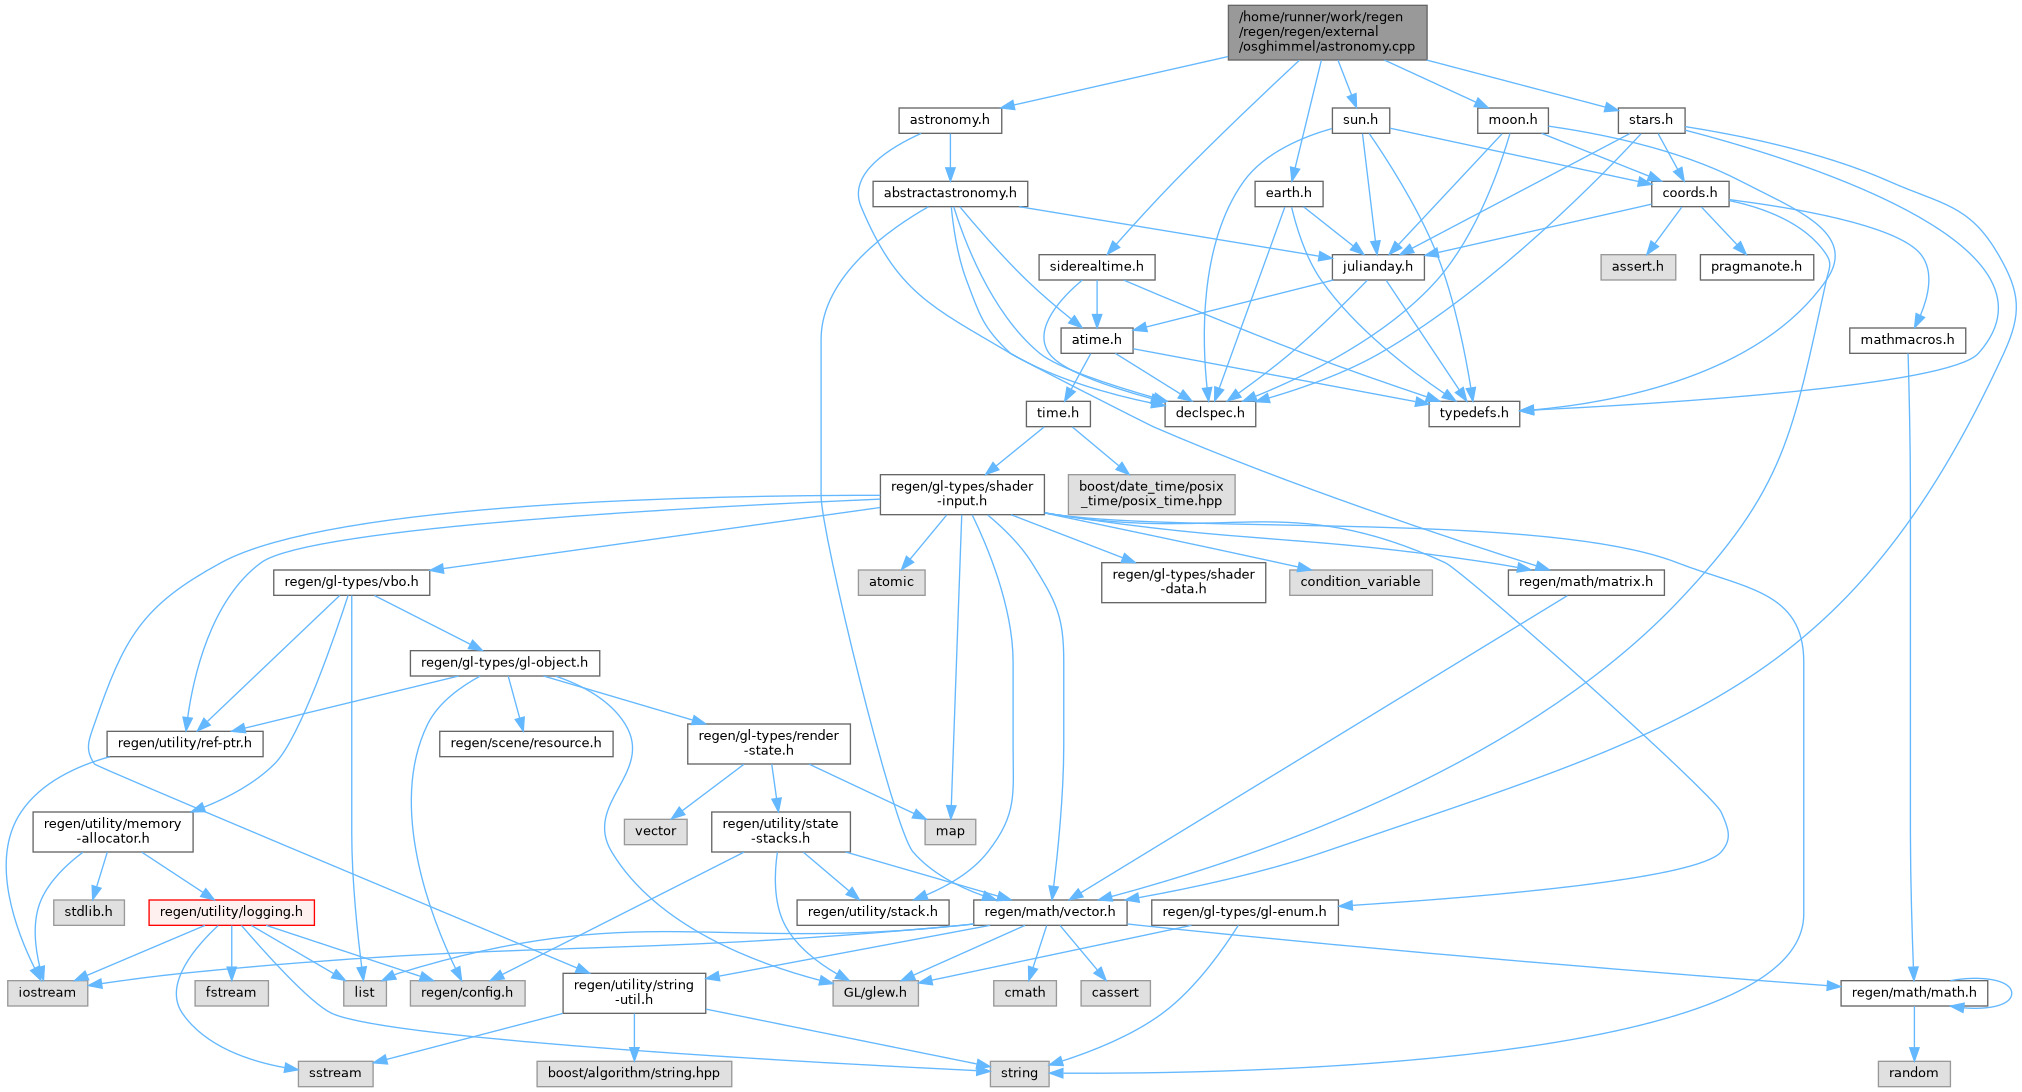 /home/runner/work/regen
/regen/regen/external
/osghimmel/astronomy.cpp
astronomy.h
sun.h
moon.h
stars.h
abstractastronomy.h
earth.h
coords.h
siderealtime.h
julianday.h
assert.h
pragmanote.h
atime.h
mathmacros.h
time.h
declspec.h
typedefs.h
regen/gl-types/shader
-input.h
boost/date_time/posix
_time/posix_time.hpp
regen/gl-types/vbo.h
atomic
regen/gl-types/shader
-data.h
condition_variable
regen/math/matrix.h
regen/gl-types/gl-object.h
regen/utility/ref-ptr.h
regen/scene/resource.h
regen/gl-types/render
-state.h
regen/utility/memory
-allocator.h
vector
regen/utility/state
-stacks.h
map
stdlib.h
regen/utility/logging.h
regen/utility/stack.h
regen/math/vector.h
regen/gl-types/gl-enum.h
iostream
fstream
list
regen/config.h
regen/utility/string
-util.h
GL/glew.h
cmath
cassert
regen/math/math.h
sstream
boost/algorithm/string.hpp
string
random